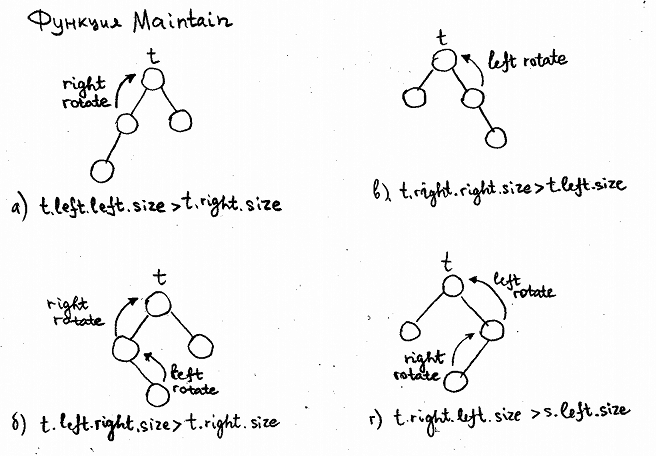 Функция Maintain
t
right
rotate
а) t.left.left.size > t.right.size
t
left rotate
в) t.right.right.size > t.left.size
t
right
rotate
left
rotate
б) t.left.right.size > t.right.size
t
left
rotate
right
rotate
г) t.right.left.size > s.left.size